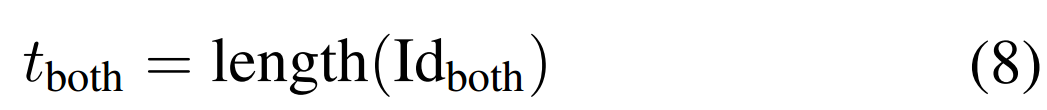 t_both = length(Id_both) (8)